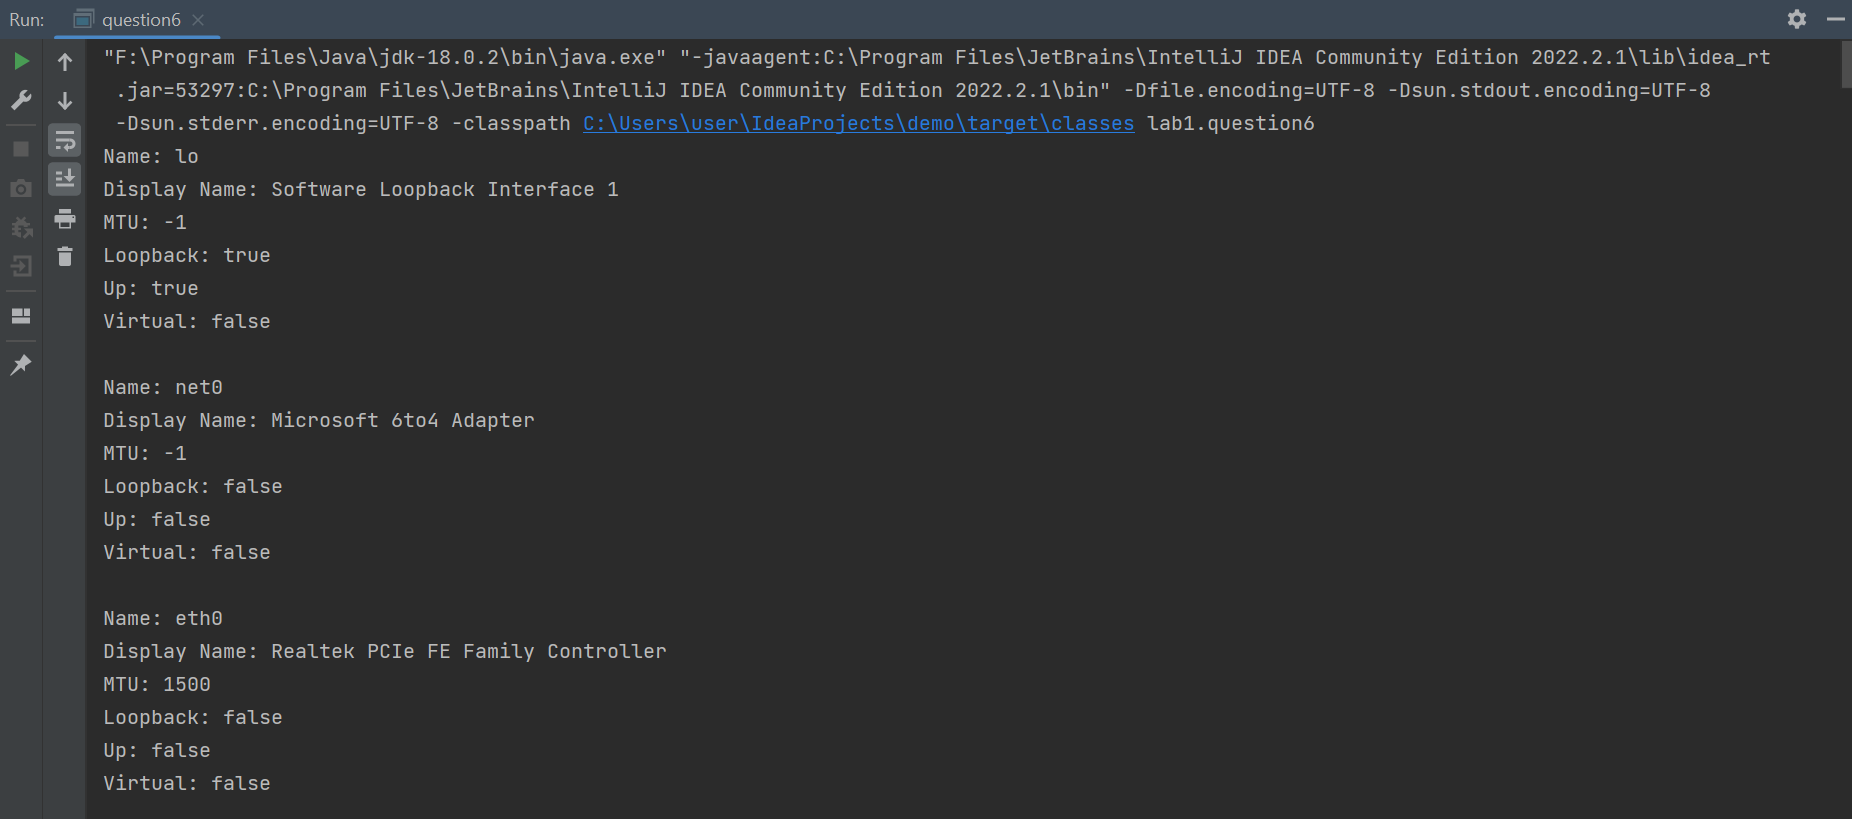 Run: question6
"F:\Program Files\Java\jdk-18.0.2\bin\java.exe" "-javaagent:C:\Program Files\JetBrains\IntelliJ IDEA Community Edition 2022.2.1\lib\idea_rt
.jar=53297:C:\Program Files\JetBrains\IntelliJ IDEA Community Edition 2022.2.1\bin" -Dfile.encoding=UTF-8 -Dsun.stdout.encoding=UTF-8
-Dsun.stderr.encoding=UTF-8 -classpath C:\Users\user\IdeaProjects\demo\target\classes lab1.question6
Name: lo
Display Name: Software Loopback Interface 1
MTU: -1
Loopback: true
Up: true
Virtual: false
Name: net0
Display Name: Microsoft 6to4 Adapter
MTU: -1
Loopback: false
Up: false
Virtual: false
Name: eth0
Display Name: Realtek PCIe FE Family Controller
MTU: 1500
Loopback: false
Up: false
Virtual: false